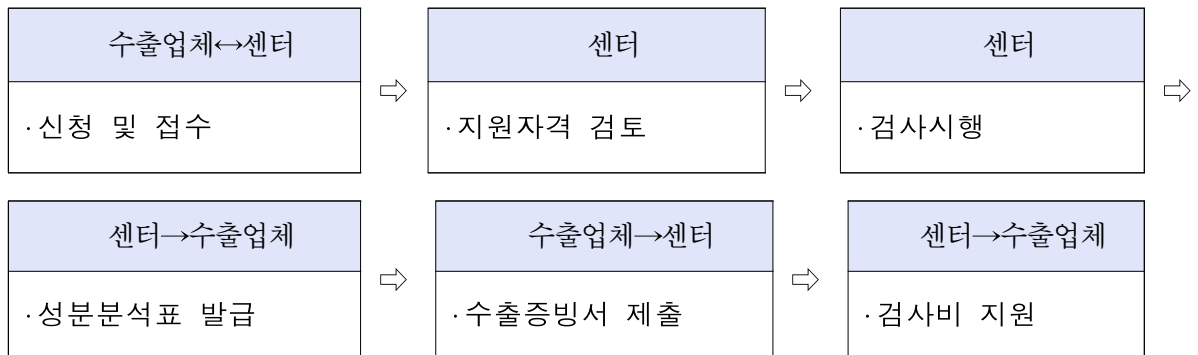 수출업체↔센터
·신청 및 접수
⇨
센터
·지원자격 검토
⇨
센터
·검사시행
⇨
센터→수출업체
·성분분석표 발급
⇨
수출업체→센터
·수출증빙서 제출
⇨
센터→수출업체
·검사비 지원